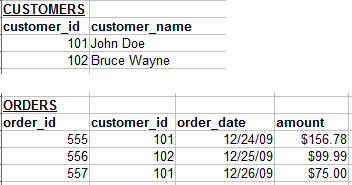 CUSTOMERS
customer_id customer_name
101 John Doe
102 Bruce Wayne
ORDERS
order_id customer_id order_date amount
555 101 12/24/09 $156.78
556 102 12/25/09 $99.99
557 101 12/26/09 $75.00